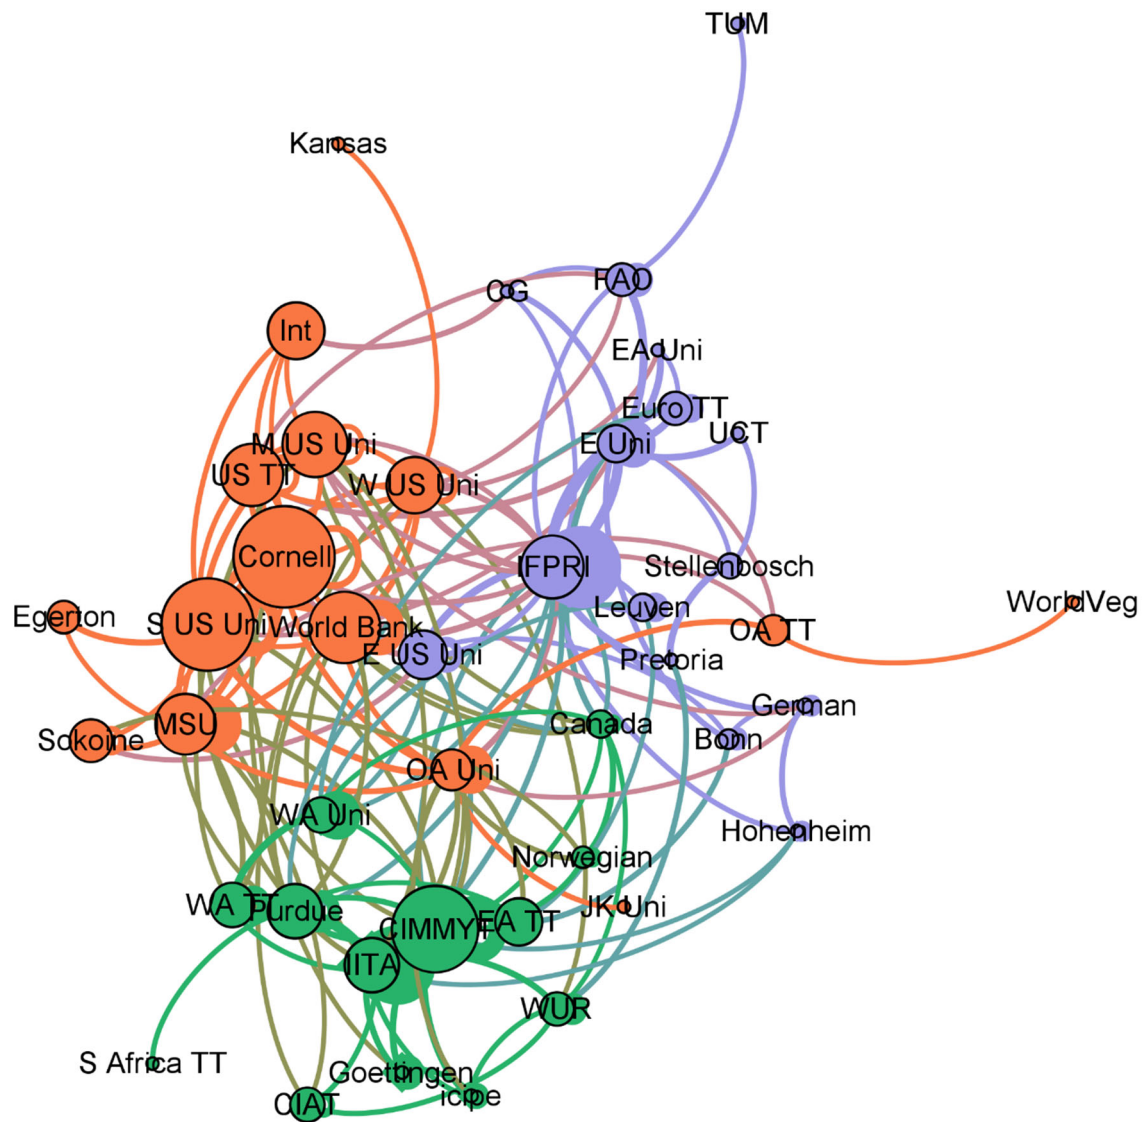 TUM
Kansas
CG
FAO
Int
EA Uni
Euro TT
M US Uni
E Uni
UCT
US TT
W US Uni
Cornell
IFPRI
Stellenbosch
Egerton
S US Uni
World Bank
Leuven
WorldVeg
OA TT
E US Uni
Pretoria
German
MSU
Canada
Sokoine
Bonn
OA Uni
WA Uni
Hohenheim
Norwegian
WA TT
Purdue
JK Uni
CIMMYT
EA TT
IITA
WUR
S Africa TT
Goettingen
icipe
CIAT